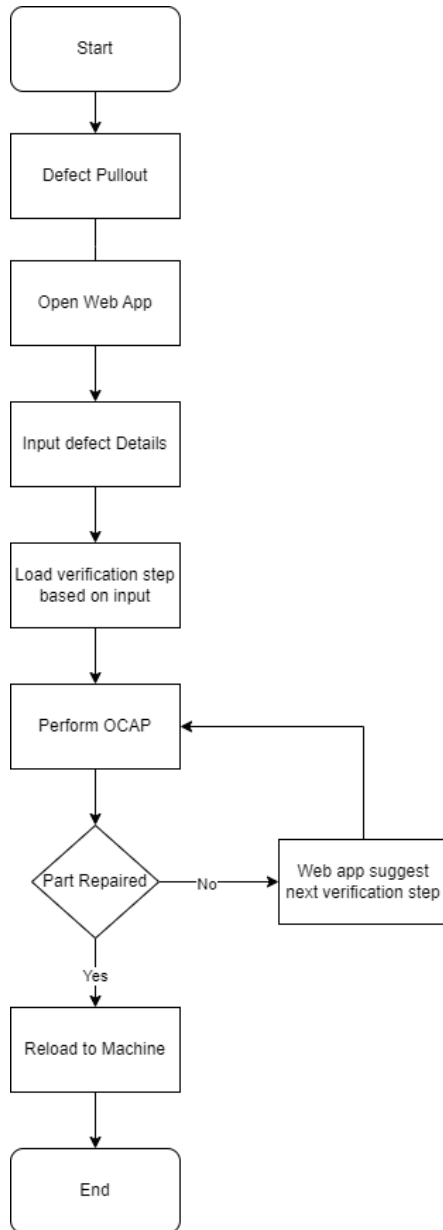 Start
Defect Pullout
Open Web App
Input defect Details
Load verification step
based on input
Perform OCAP
Part Repaired
No
Web app suggest
next verification step
Yes
Reload to Machine
End